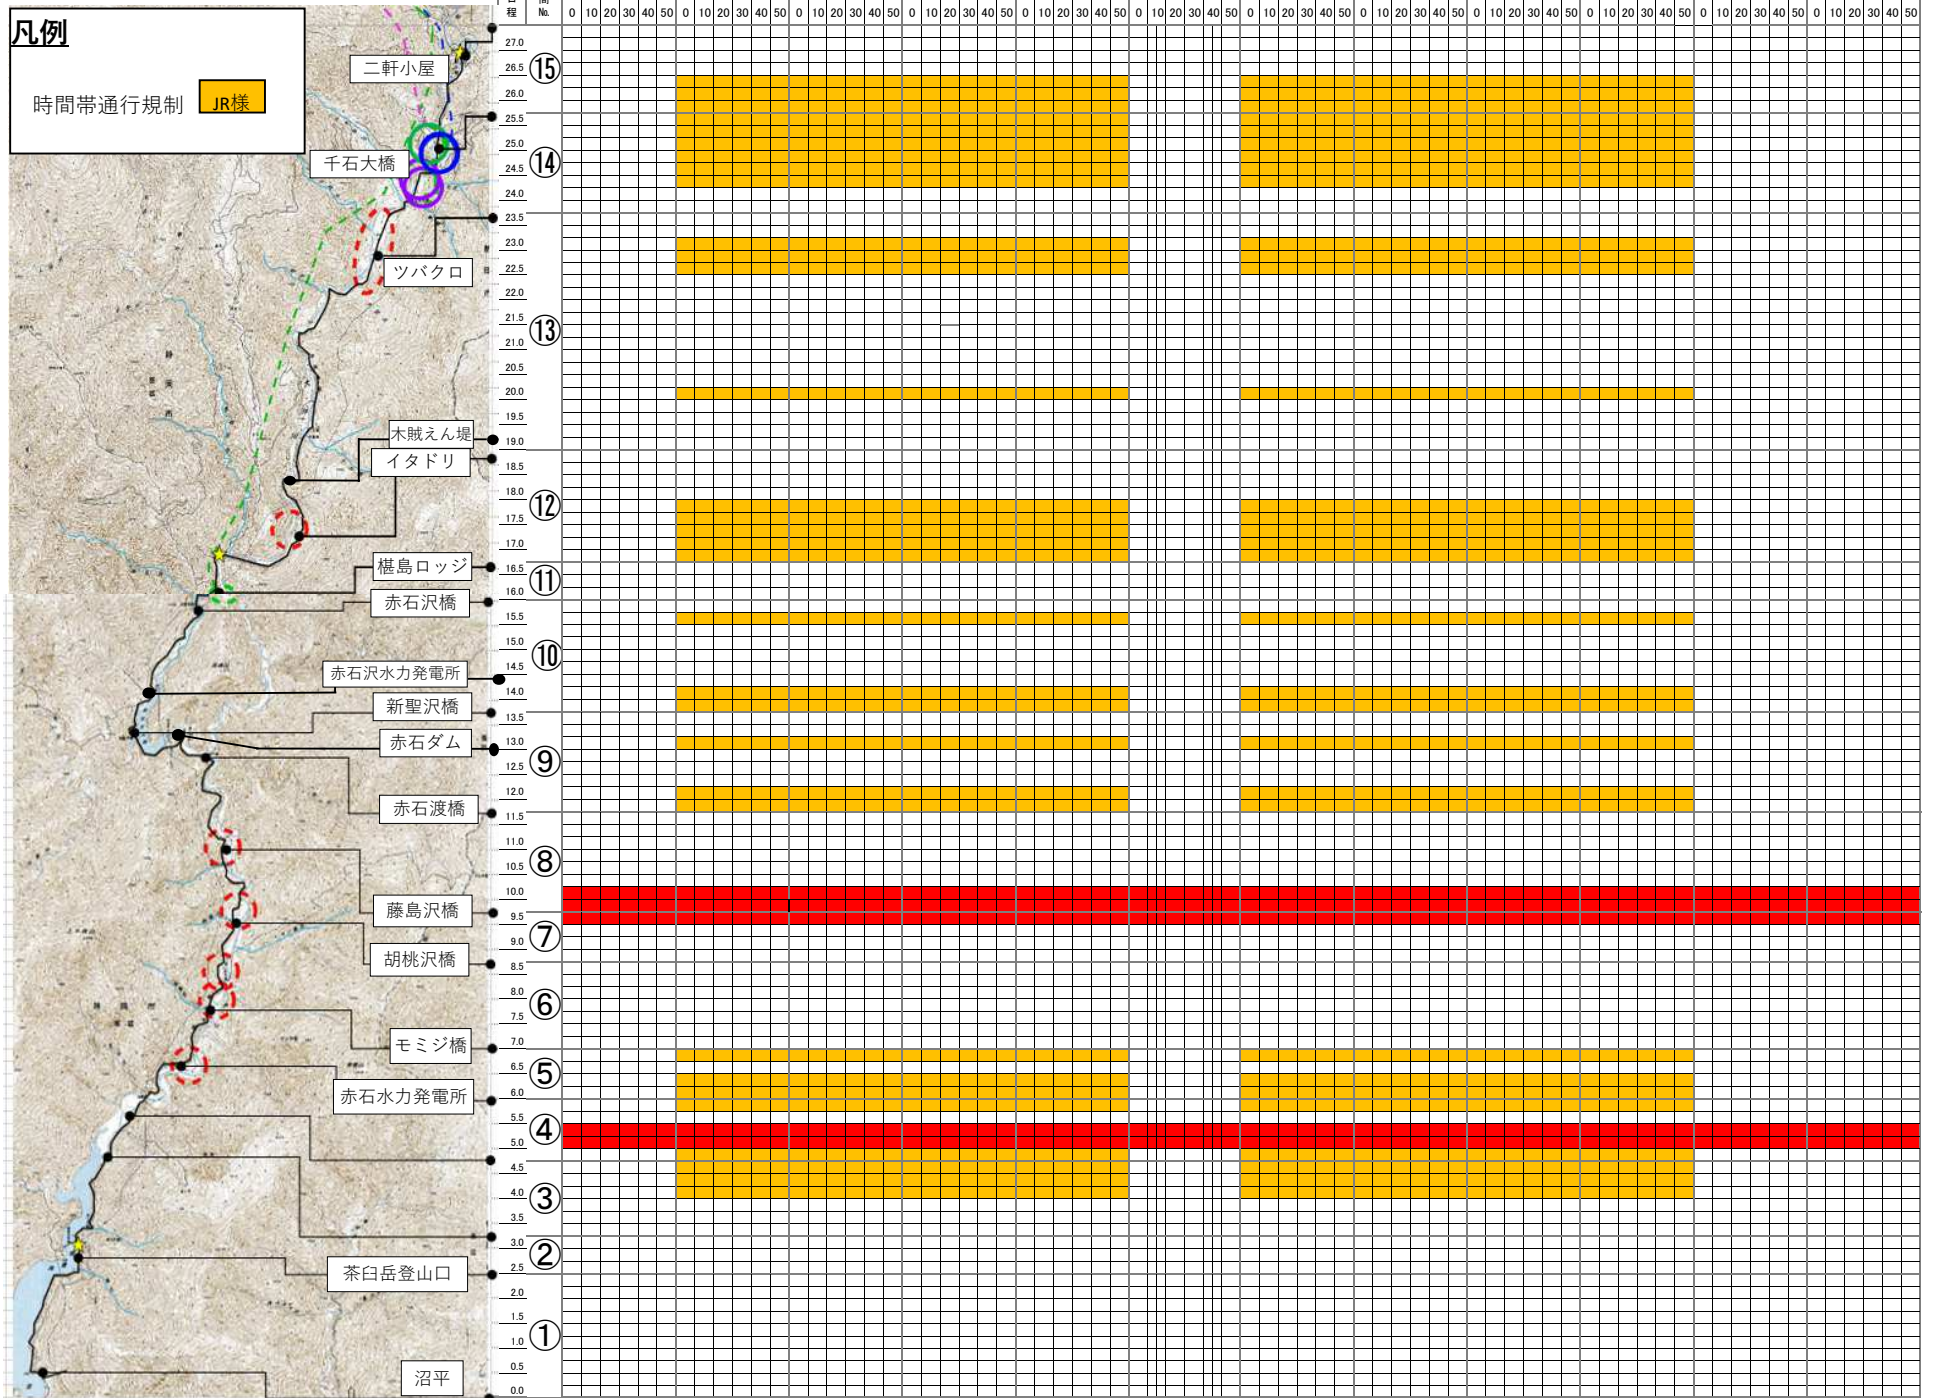 程 No. 0 10 20 30 40 50 0 10 20 30 40 50 0 10 20 30 40 50 0 10 20 30 40 50 0 10 20 30 40 50 0 10 20 30 40 50 0 10 20 30 40 50 0 10 20 30 40 50 0 10 20 30 40 50 0 10 20 30 40 50 0 10 20 30 40 50 0 10 20 30 40 50
凡例
時間帯通行規制 JR様
27.0
二軒小屋
26.5 ⑮
26.0
25.5
25.0
千石大橋
24.5 ⑭
24.0
23.5
23.0
ツバクロ
22.5
22.0
21.5 ⑬
21.0
20.5
20.0
19.5
木賊えん堤
19.0
イタドリ
18.5
18.0 ⑫
17.5
17.0
椹島ロッジ
16.5 ⑪
16.0
赤石沢橋
15.5
15.0 ⑩
赤石沢水力発電所
14.5
14.0
新聖沢橋
13.5
赤石ダム
13.0
12.5 ⑨
12.0
赤石渡橋
11.5
11.0
10.5 ⑧
10.0
藤島沢橋
9.5
9.0 ⑦
胡桃沢橋
8.5
8.0 ⑥
7.5
モミジ橋
7.0
6.5 ⑤
赤石水力発電所
6.0
5.5 ④
5.0
4.5
4.0 ③
3.5
3.0 ②
茶臼岳登山口
2.5
2.0
1.5 ①
1.0
沼平
0.5
0.0